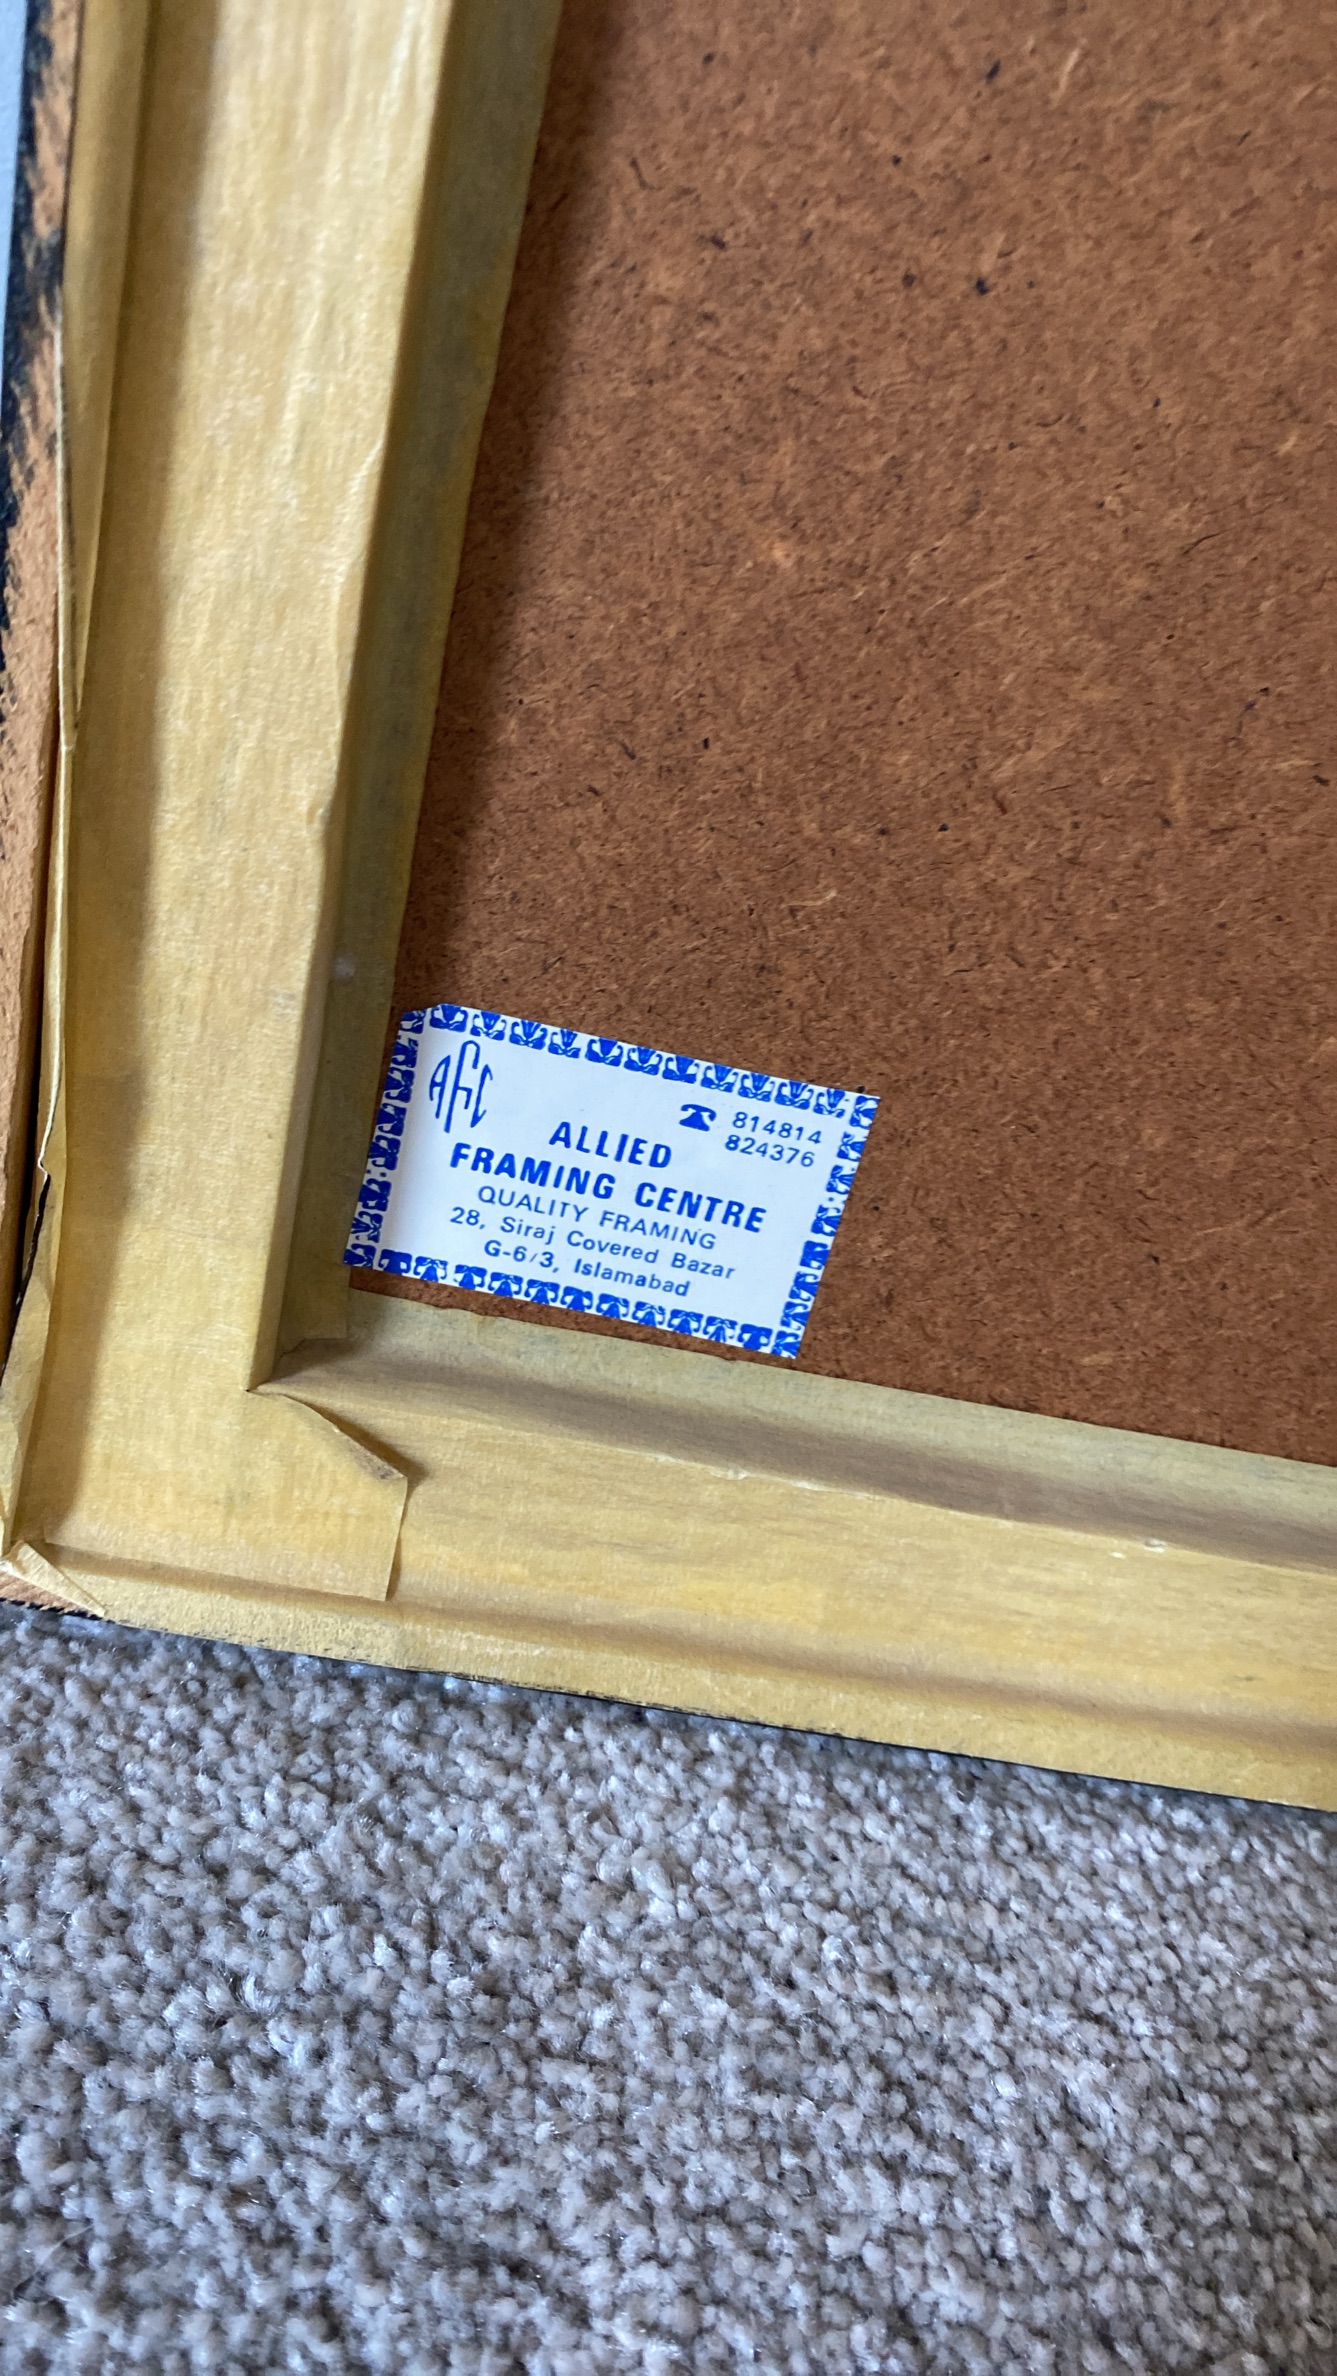 AFC
814814
824376
ALLIED
FRAMING CENTRE
QUALITY FRAMING
28, Siraj Covered Bazar
G-6/3, Islamabad